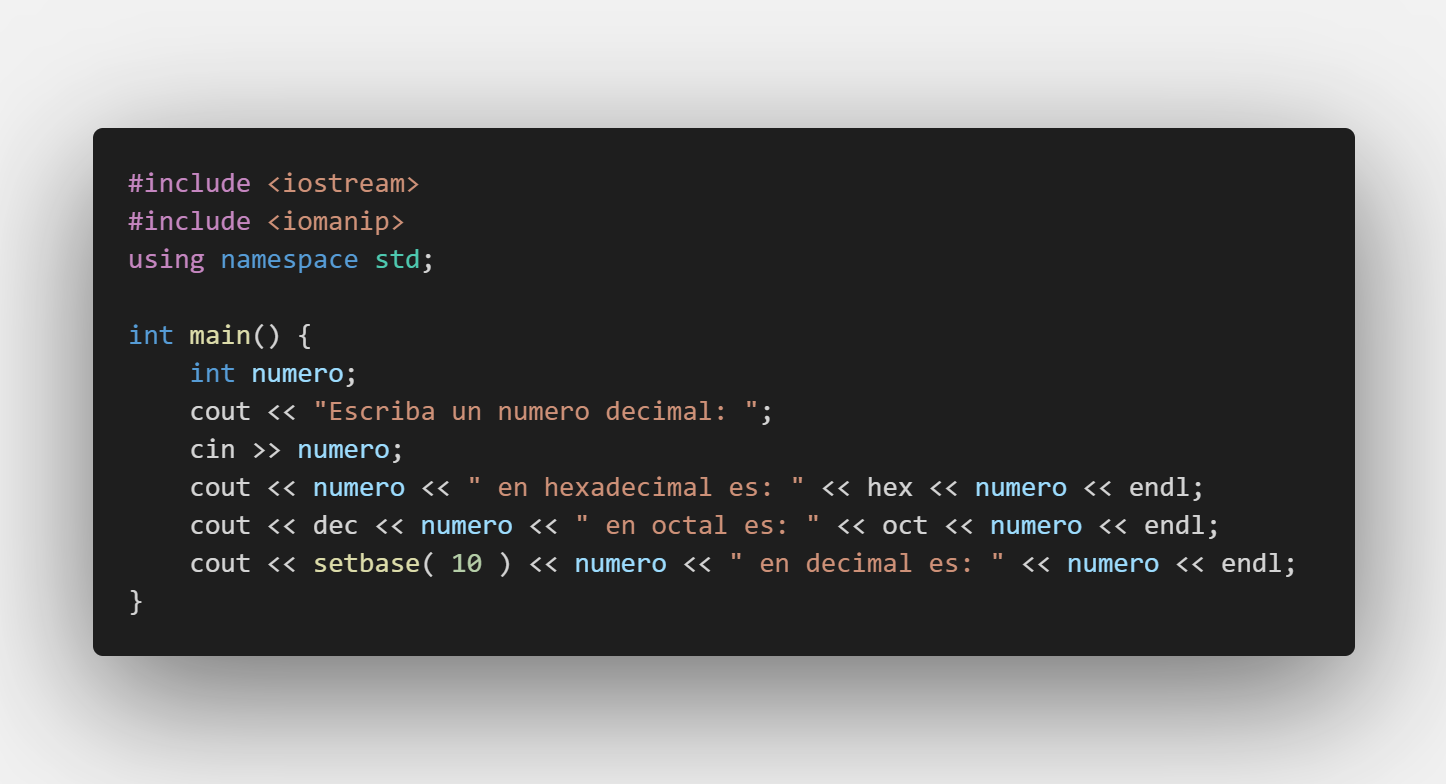 #include <iostream>
#include <iomanip>
using namespace std;

int main() {
    int numero;
    cout << "Escriba un numero decimal: ";
    cin >> numero;
    cout << numero << " en hexadecimal es: " << hex << numero << endl;
    cout << dec << numero << " en octal es: " << oct << numero << endl;
    cout << setbase( 10 ) << numero << " en decimal es: " << numero << endl;
}